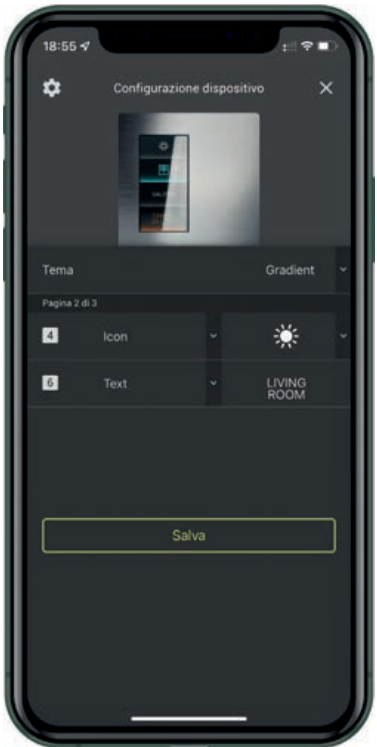 18:55
Configurazione dispositivo
Tema Gradient
Pagina 2 di 3
4 Icon
6 Text LIVING
ROOM
Salva